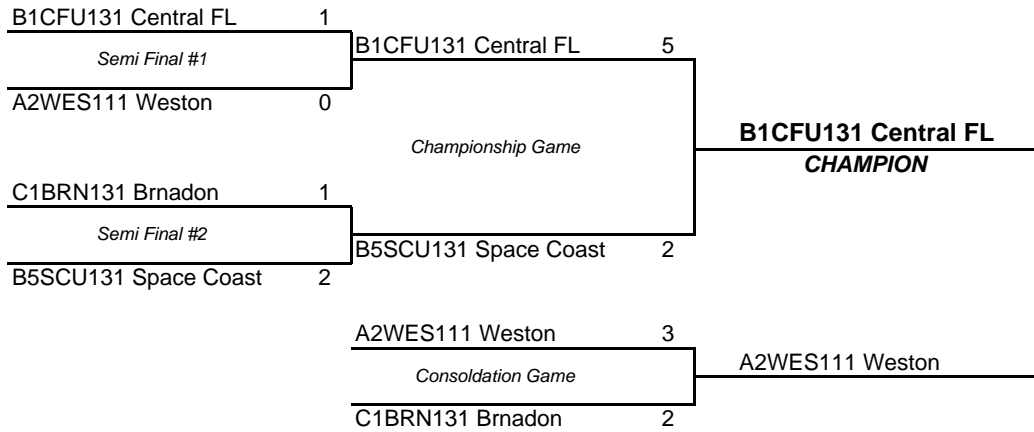 B1CFU131 Central FL 1
Semi Final #1
B1CFU131 Central FL 5
A2WES111 Weston 0
Championship Game
B1CFU131 Central FL
CHAMPION
C1BRN131 Brnadon 1
Semi Final #2
B5SCU131 Space Coast 2
B5SCU131 Space Coast 2
A2WES111 Weston 3
Consoldation Game
A2WES111 Weston
C1BRN131 Brnadon 2